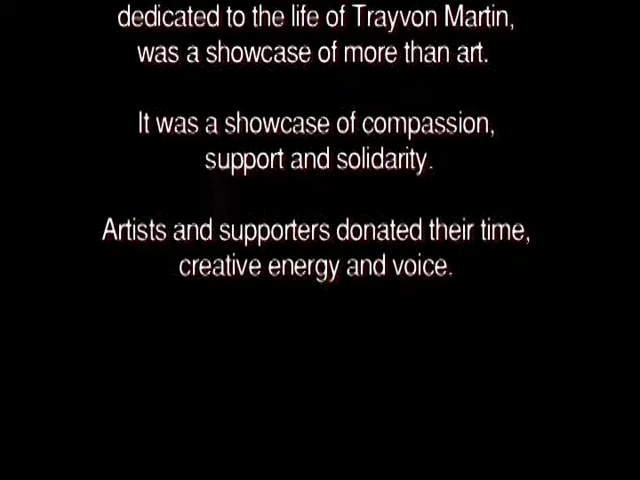 dedicated to the life of Trayvon Martin,
was a showcase of more than art.
It was a showcase of compassion,
support and solidarity.
Artists and supporters donated their time,
creative energy and voice.